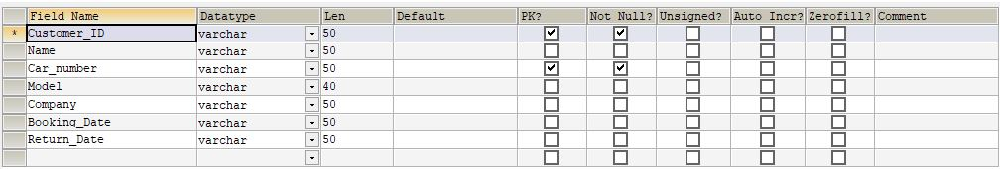 Field Name Datatype Len Default PK? Not Null? Unsigned? Auto Incr? Zerofill? Comment
* Customer_ID varchar 50
Name varchar 50
Car_number varchar 50
Model varchar 40
Company varchar 50
Booking_Date varchar 50
Return_Date varchar 50